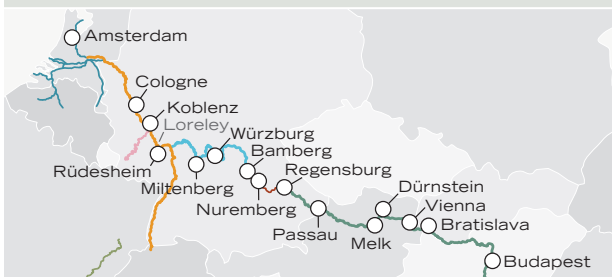 Amsterdam
Cologne
Koblenz
Loreley
Rüdesheim
Miltenberg
Würzburg
Bamberg
Nuremberg
Regensburg
Passau
Dürnstein
Melk
Vienna
Bratislava
Budapest